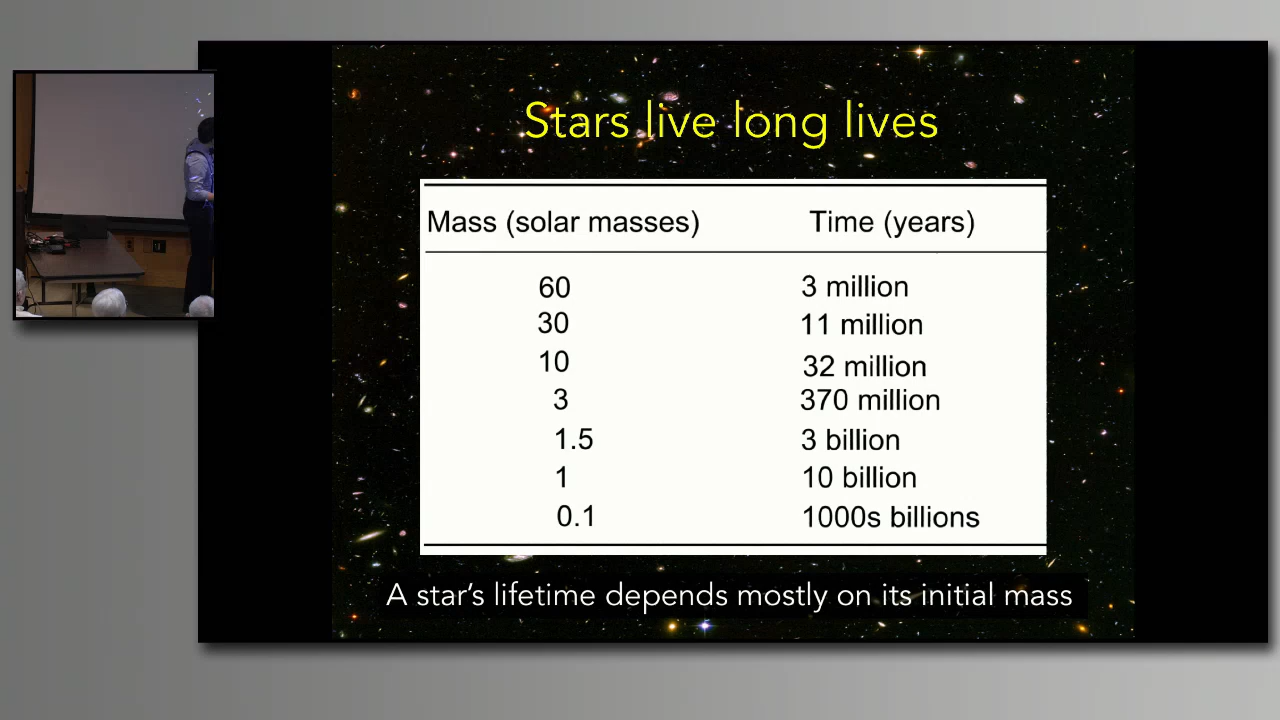 Stars live long lives
Mass (solar masses) Time (years)
60 3 million
30 11 million
10 32 million
3 370 million
1.5 3 billion
1 10 billion
0.1 1000s billions
A star's lifetime depends mostly on its initial mass